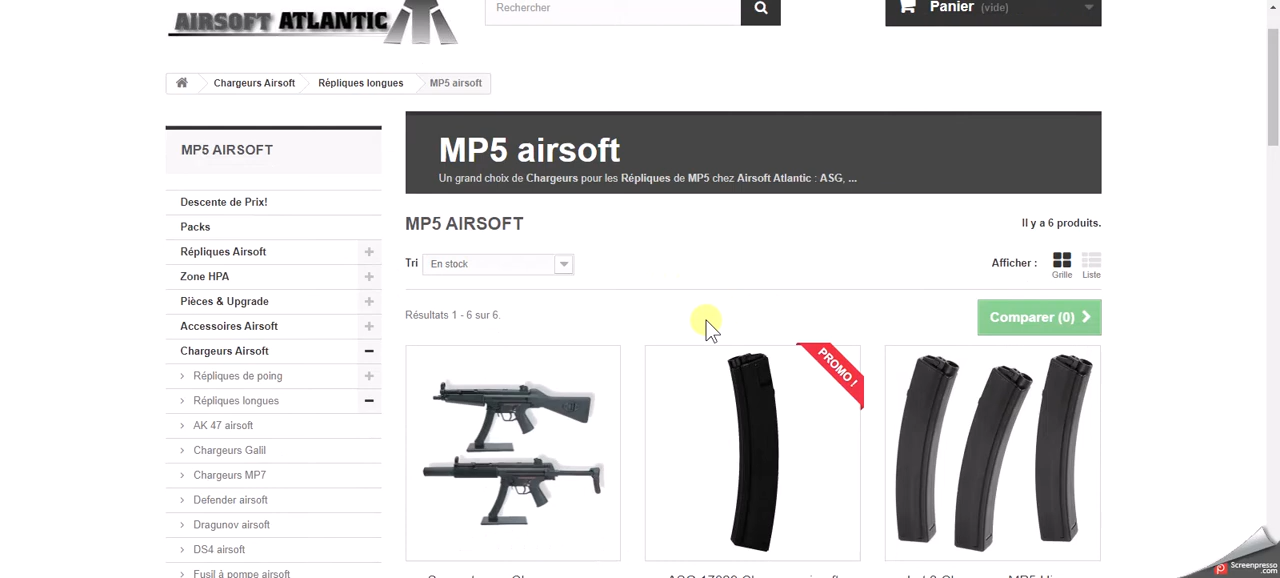 AIRSOFT ATLANTIC
Rechercher
Panier (vide)
Chargeurs Airsoft
Répliques longues
MP5 airsoft
MP5 AIRSOFT
Descente de Prix!
Packs
Répliques Airsoft
Zone HPA
Pièces & Upgrade
Accessoires Airsoft
Chargeurs Airsoft
Répliques de poing
Répliques longues
AK 47 airsoft
Chargeurs Galil
Chargeurs MP7
Defender airsoft
Dragunov airsoft
DS4 airsoft
Fusil à pompe airsoft
MP5 airsoft
Un grand choix de Chargeurs pour les Répliques de MP5 chez Airsoft Atlantic : ASG, ...
MP5 AIRSOFT
Il y a 6 produits.
Tri
En stock
Afficher :
Grille
Liste
Résultats 1 - 6 sur 6.
Comparer (0)
PROMO !
Screenpresso
.com